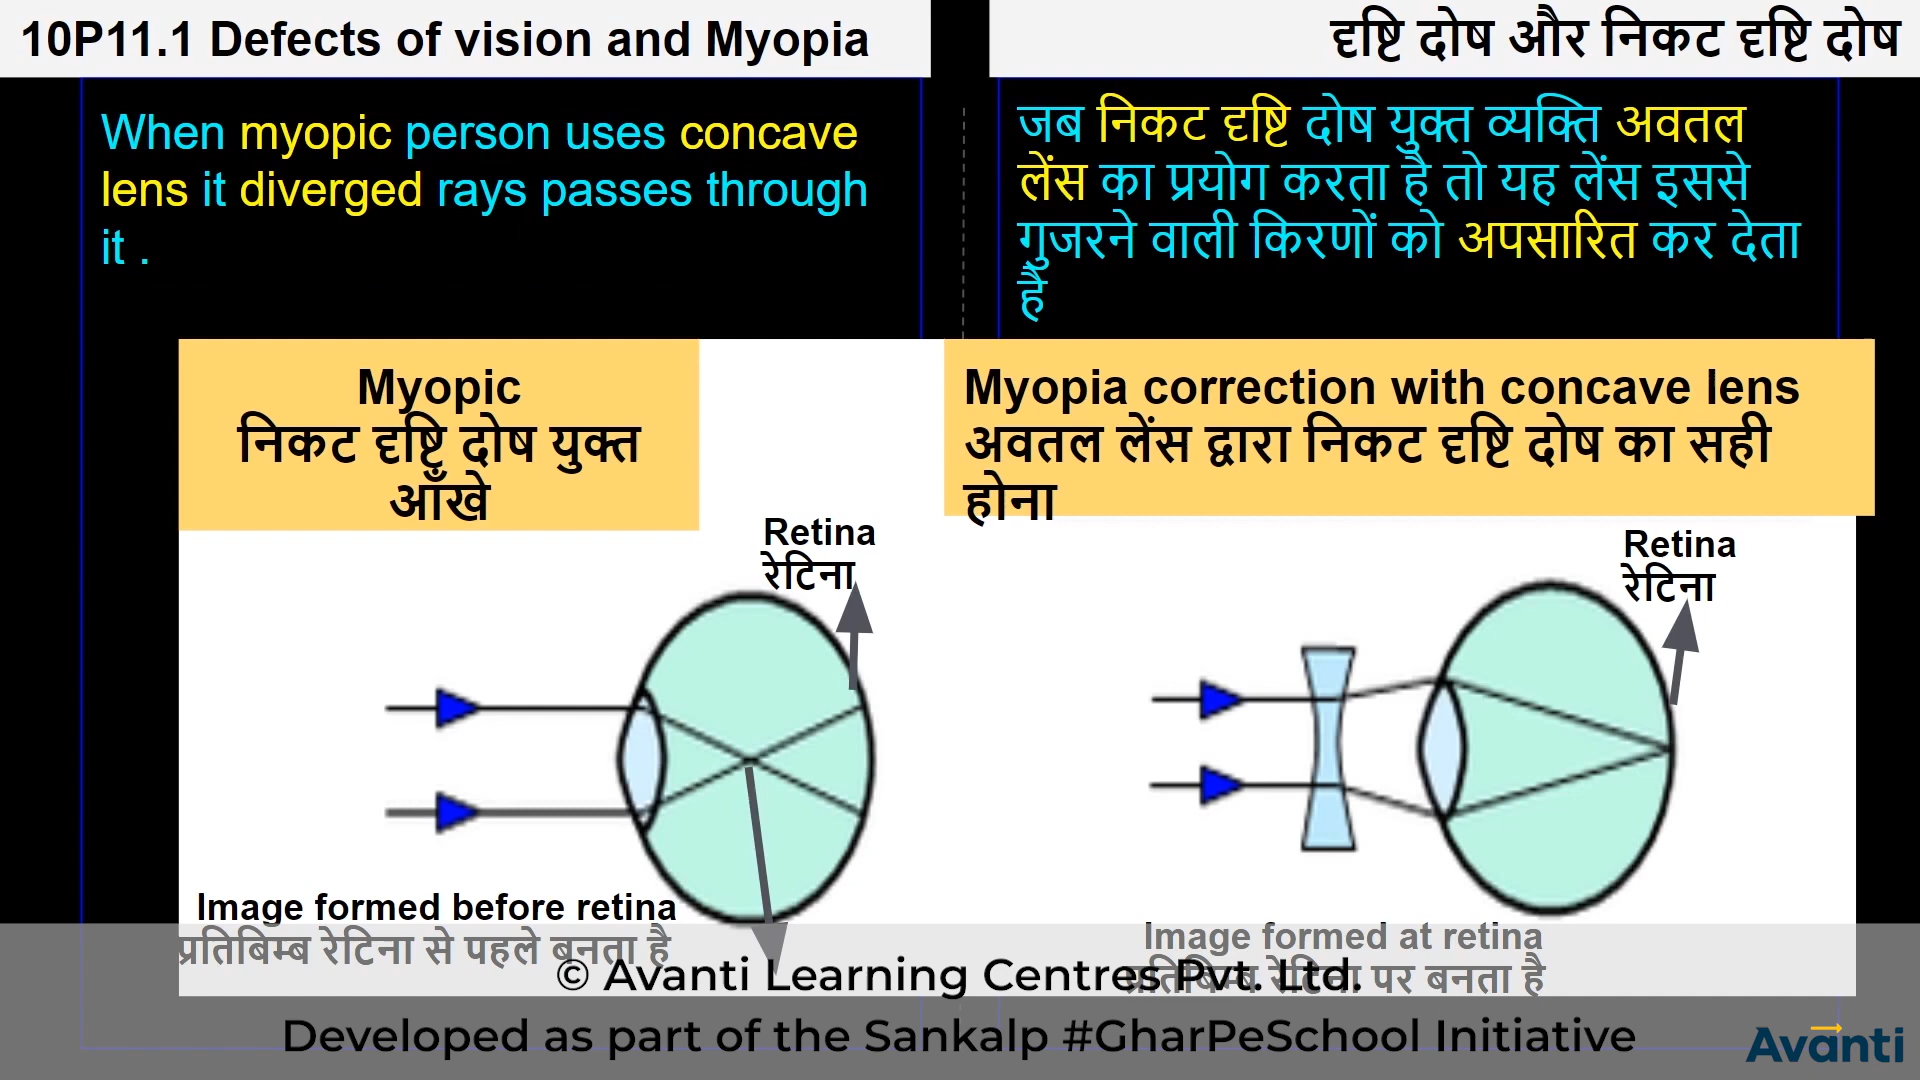 10P11.1 Defects of vision and Myopia
दृष्टि दोष और निकट दृष्टि दोष
When myopic person uses concave
lens it diverged rays passes through
it .
जब निकट दृष्टि दोष युक्त व्यक्ति अवतल
लेंस का प्रयोग करता है तो यह लेंस इससे
गुजरने वाली किरणों को अपसारित कर देता
हैं
Myopic
निकट दृष्टि दोष युक्त
आँखे
Myopia correction with concave lens
अवतल लेंस द्वारा निकट दृष्टि दोष का सही
होना
Retina
रेटिना
Retina
रेटिना
Image formed before retina
प्रतिबिम्ब रेटिना से पहले बनता है
Image formed at retina
प्रतिबिम्ब रेटिना पर बनता है
© Avanti Learning Centres Pvt. Ltd.
Developed as part of the Sankalp #GharPeSchool Initiative
Avanti